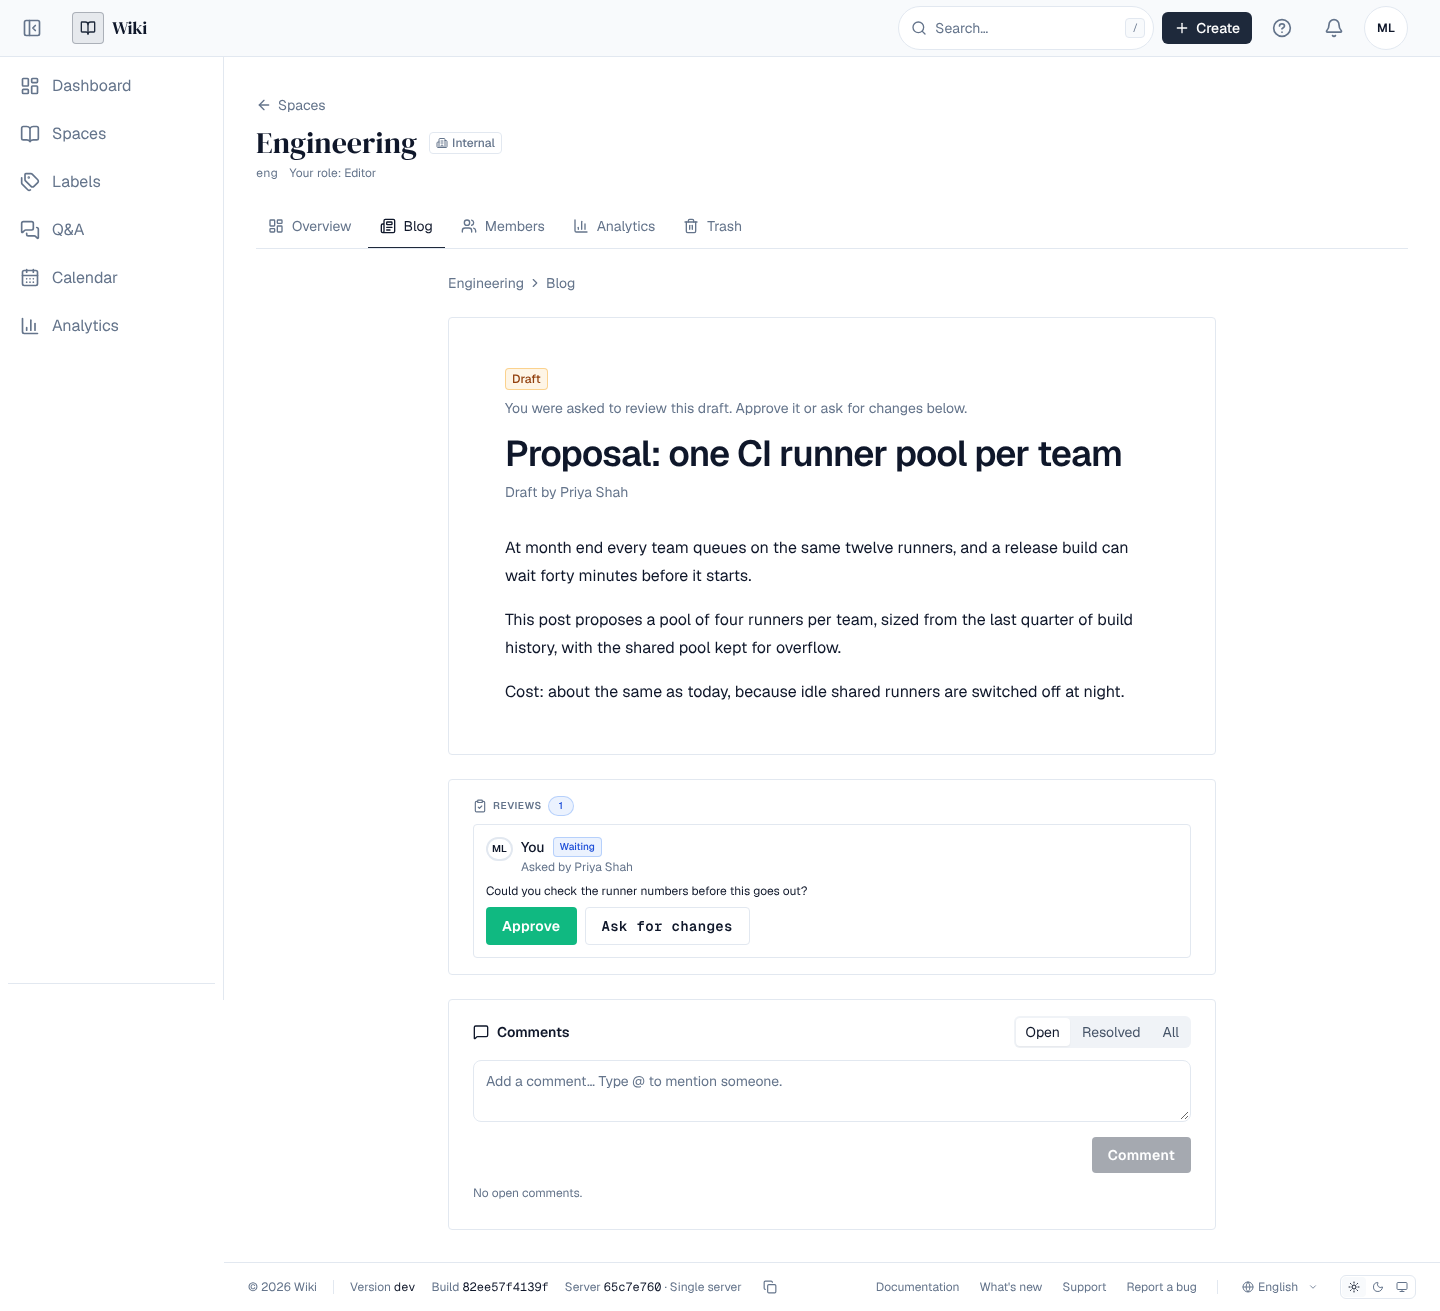 Wiki
Search...
/
Create
ML
Dashboard
Spaces
Labels
Q&A
Calendar
Analytics
Spaces
Engineering
Internal
eng Your role: Editor
Overview
Blog
Members
Analytics
Trash
Engineering > Blog
Draft
You were asked to review this draft. Approve it or ask for changes below.
Proposal: one CI runner pool per team
Draft by Priya Shah
At month end every team queues on the same twelve runners, and a release build can
wait forty minutes before it starts.
This post proposes a pool of four runners per team, sized from the last quarter of build
history, with the shared pool kept for overflow.
Cost: about the same as today, because idle shared runners are switched off at night.
REVIEWS 1
ML You Waiting
Asked by Priya Shah
Could you check the runner numbers before this goes out?
Approve
Ask for changes
Comments
Open Resolved All
Add a comment... Type @ to mention someone.
Comment
No open comments.
© 2026 Wiki
Version dev
Build 82ee57f4139f
Server 65c7e760 · Single server
Documentation
What's new
Support
Report a bug
English